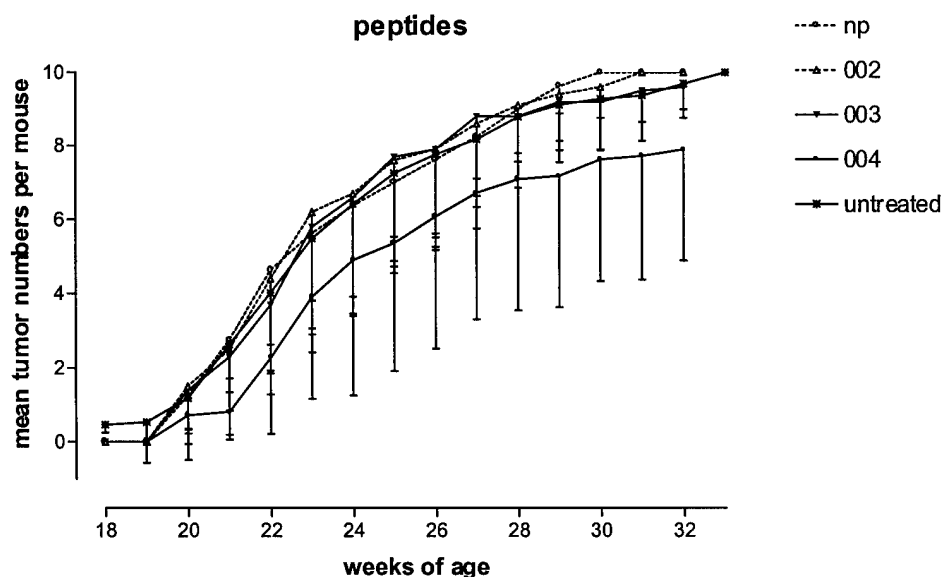 peptides
np
002
003
004
untreated
mean tumor numbers per mouse
10
8
6
4
2
0
18 20 22 24 26 28 30 32
weeks of age